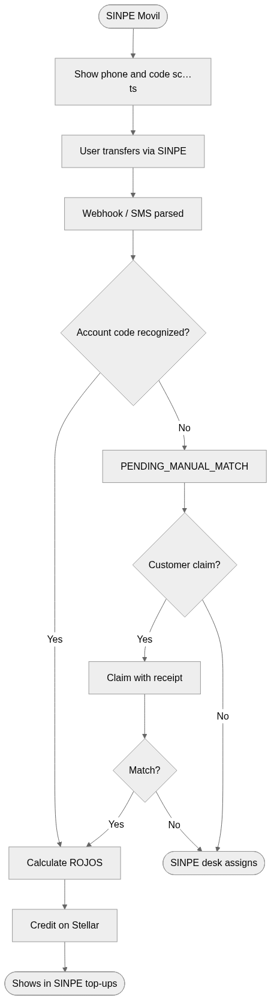 SINPE Movil
Show phone and code sc…
ts
User transfers via SINPE
Webhook / SMS parsed
Account code recognized?
No
PENDING_MANUAL_MATCH
Customer claim?
Yes
Yes
Claim with receipt
No
Match?
Yes
No
Calculate ROJOS
SINPE desk assigns
Credit on Stellar
Shows in SINPE top-ups